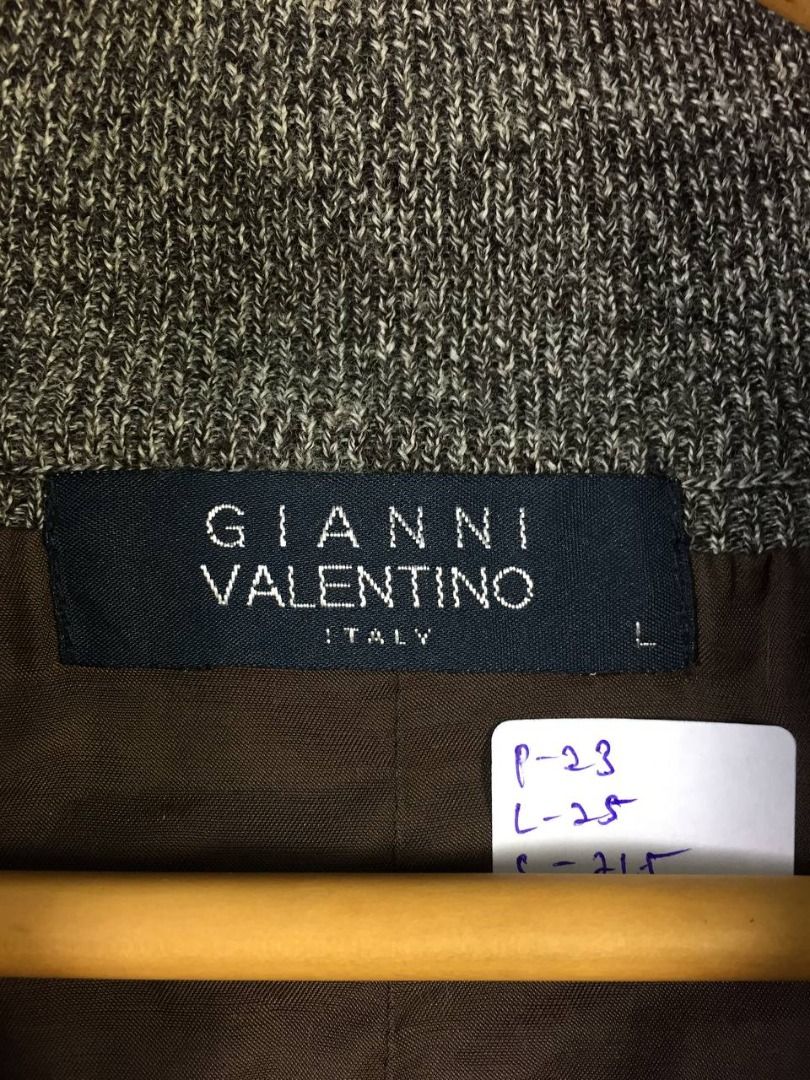 GIANNI
VALENTINO
ITALY
L
P-23
L-25